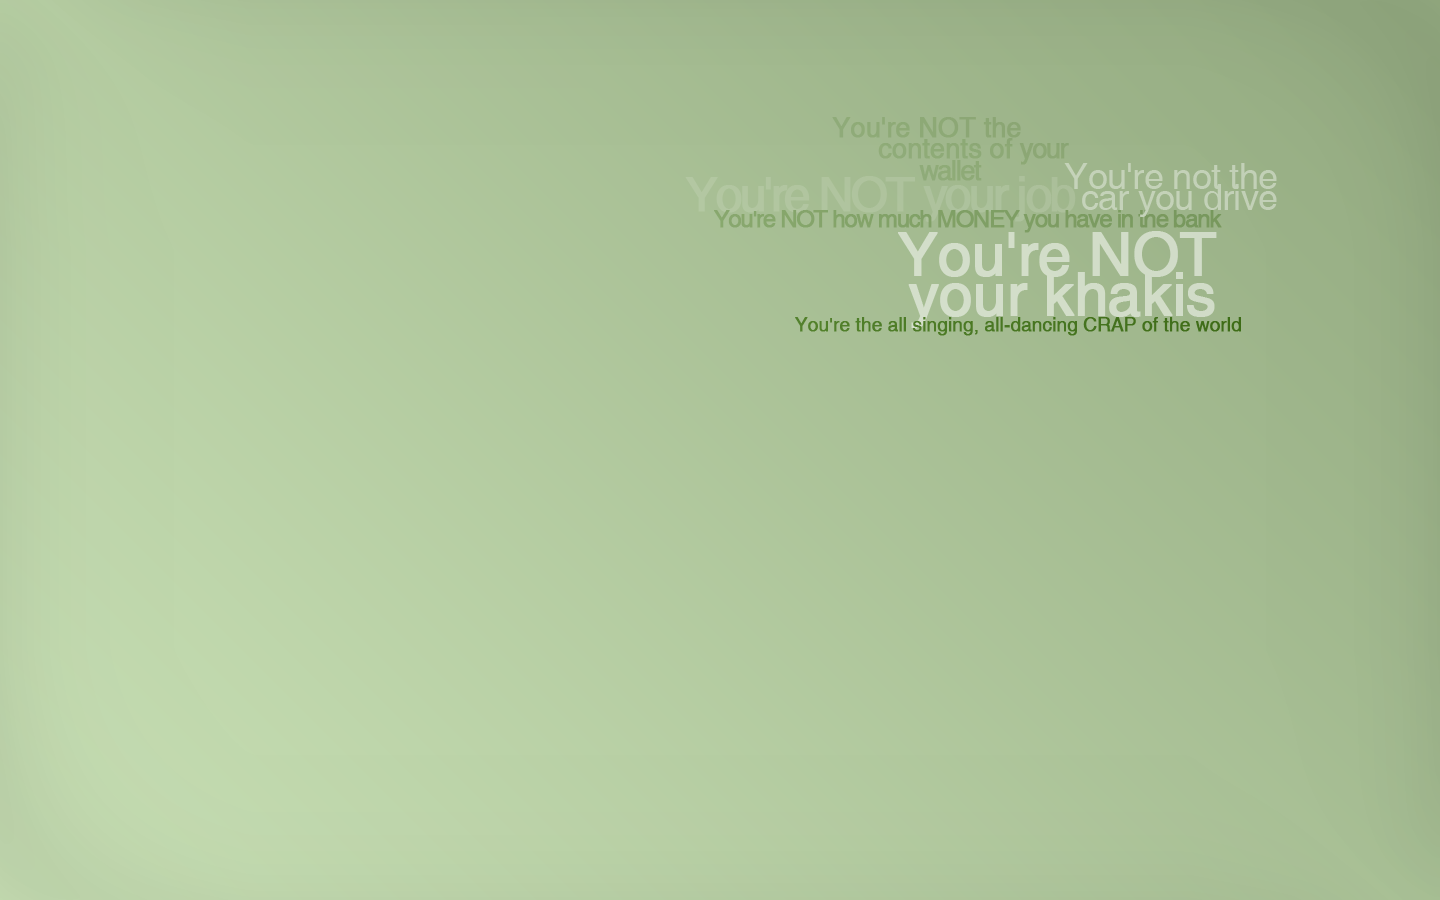 You're NOT the
contents of your
wallet
You're NOT your job
You're not the
car you drive
You're NOT how much MONEY you have in the bank
You're NOT
your khakis
You're the all singing, all-dancing CRAP of the world